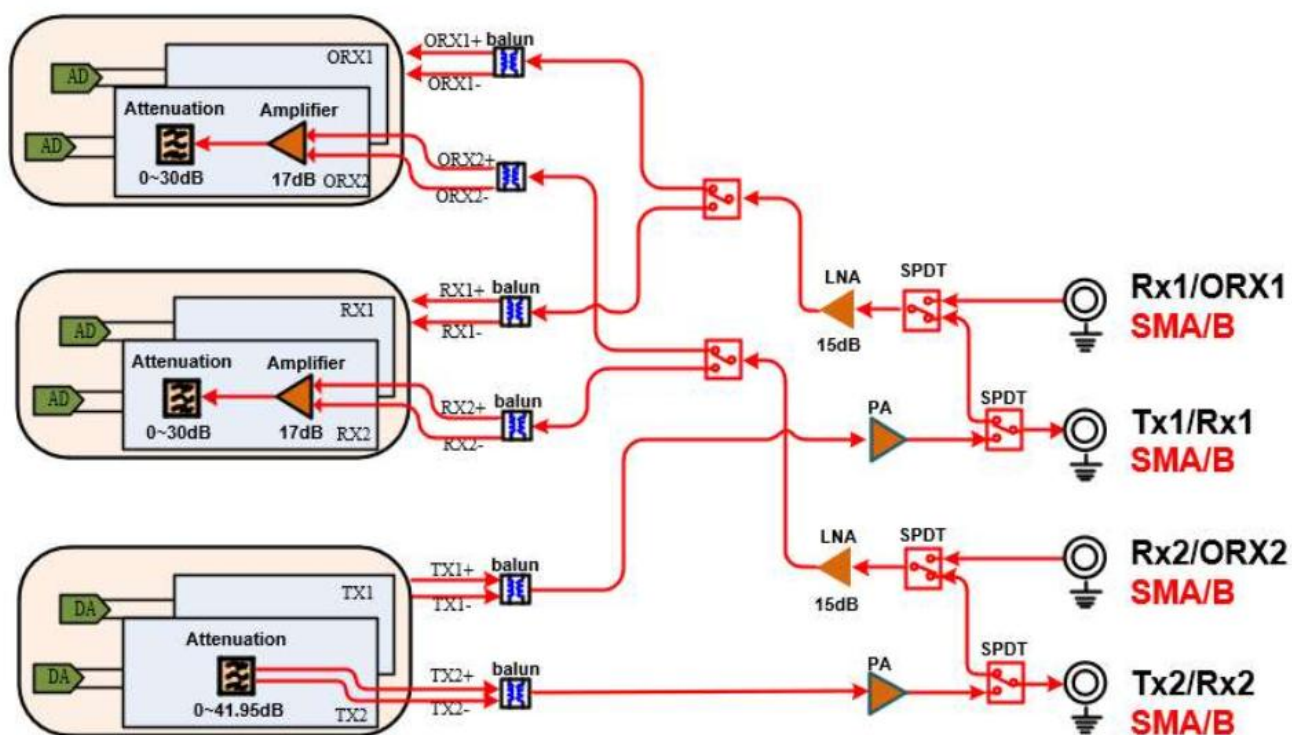 ORX1
AD
Attenuation
Amplifier
AD
0~30dB
17dB
ORX2
ORX1+
balun
ORX1-
ORX2+
ORX2-
RX1
AD
Attenuation
Amplifier
AD
0~30dB
17dB
RX2
RX1+
balun
RX1-
RX2+
balun
RX2-
LNA
15dB
SPDT
Rx1/ORX1
SMA/B
PA
SPDT
Tx1/Rx1
SMA/B
TX1
DA
Attenuation
DA
0~41.95dB
TX2
TX1+
balun
TX1-
TX2+
balun
TX2-
LNA
15dB
SPDT
Rx2/ORX2
SMA/B
PA
SPDT
Tx2/Rx2
SMA/B